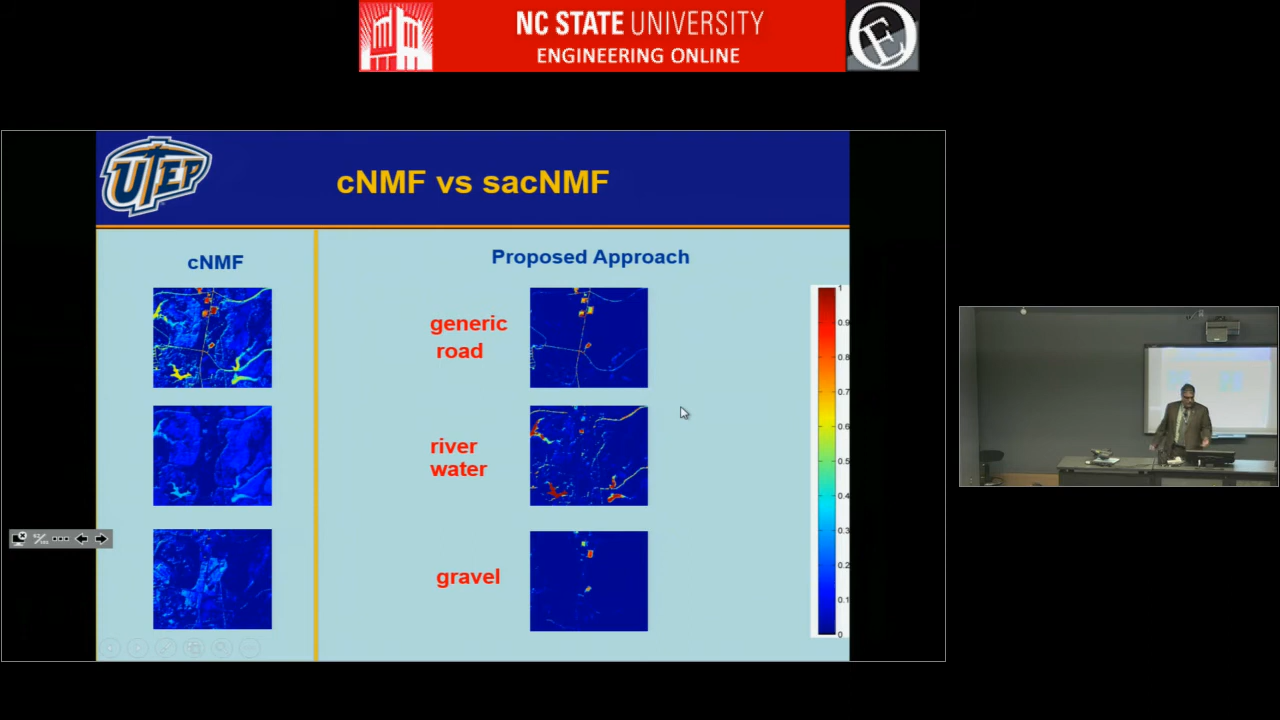 NC STATE UNIVERSITY
ENGINEERING ONLINE
E
UTEP
cNMF vs sacNMF
cNMF
Proposed Approach
generic
road
river
water
gravel
1
0.9
0.8
0.7
0.6
0.5
0.4
0.3
0.2
0.1
0